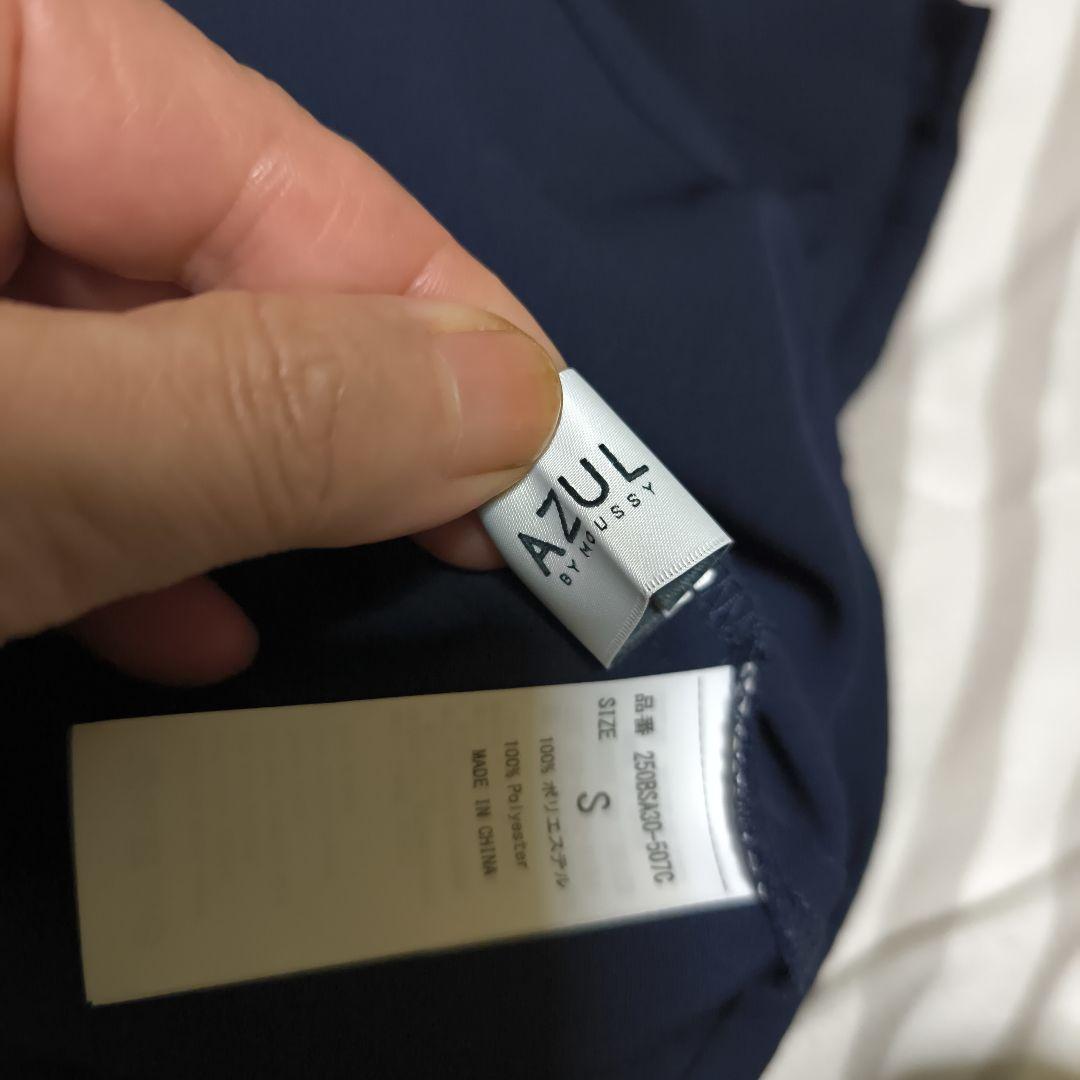 AZUL
BY MOUSSY
品番 250BSA30-507C
SIZE S
100% ポリエステル
100% Polyester
MADE IN CHINA